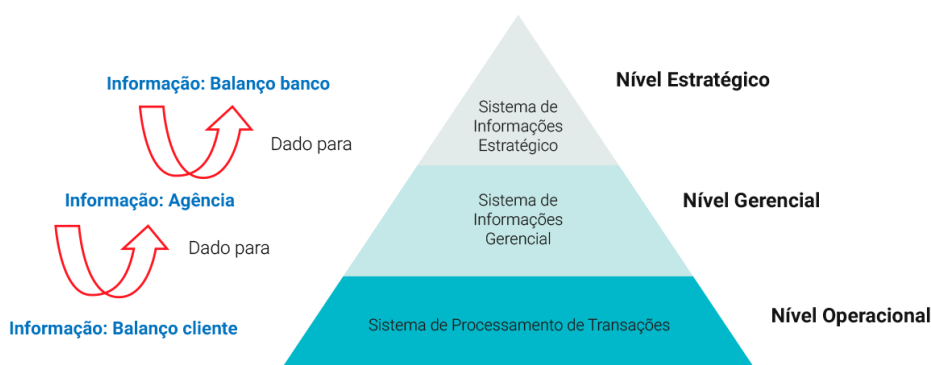 Informação: Balanço banco
Nível Estratégico
Sistema de
Informações
Estratégico
Dado para
Informação: Agência
Sistema de
Informações
Gerencial
Nível Gerencial
Dado para
Informação: Balanço cliente
Sistema de Processamento de Transações
Nível Operacional